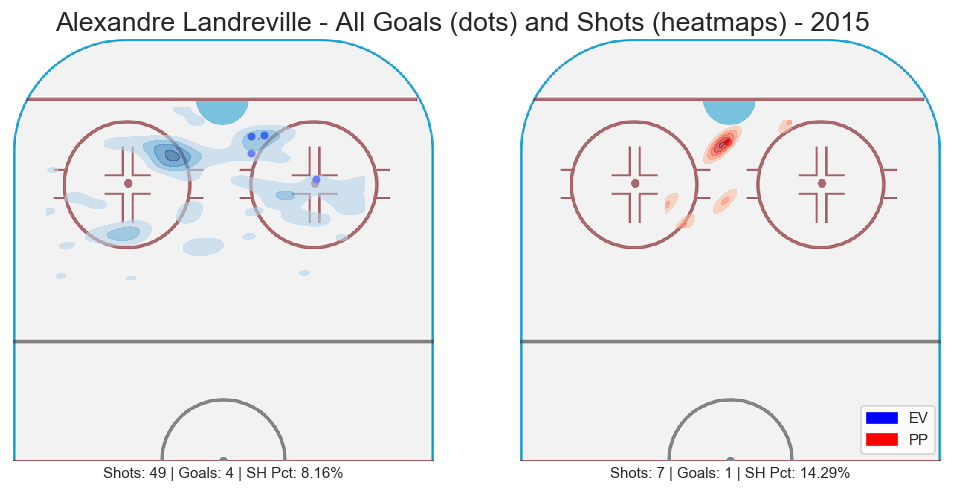 Alexandre Landreville - All Goals (dots) and Shots (heatmaps) - 2015
EV
PP
Shots: 49 | Goals: 4 | SH Pct: 8.16%
Shots: 7 | Goals: 1 | SH Pct: 14.29%